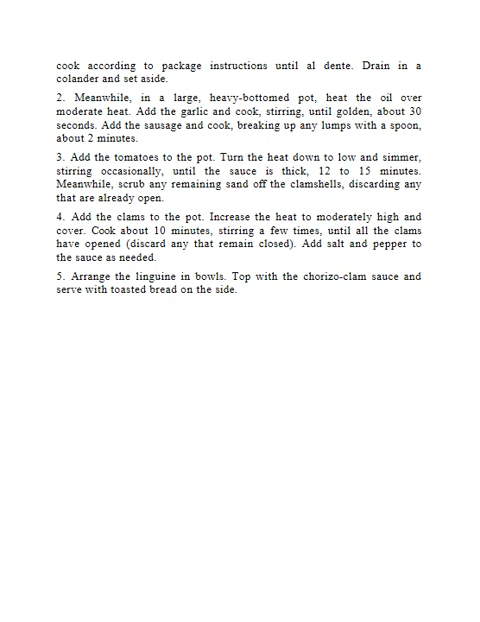 cook according to package instructions until al dente. Drain in a
colander and set aside.
2. Meanwhile, in a large, heavy-bottomed pot, heat the oil over
moderate heat. Add the garlic and cook, stirring, until golden, about 30
seconds. Add the sausage and cook, breaking up any lumps with a spoon,
about 2 minutes.
3. Add the tomatoes to the pot. Turn the heat down to low and simmer,
stirring occasionally, until the sauce is thick, 12 to 15 minutes.
Meanwhile, scrub any remaining sand off the clamshells, discarding any
that are already open.
4. Add the clams to the pot. Increase the heat to moderately high and
cover. Cook about 10 minutes, stirring a few times, until all the clams
have opened (discard any that remain closed). Add salt and pepper to
the sauce as needed.
5. Arrange the linguine in bowls. Top with the chorizo-clam sauce and
serve with toasted bread on the side.